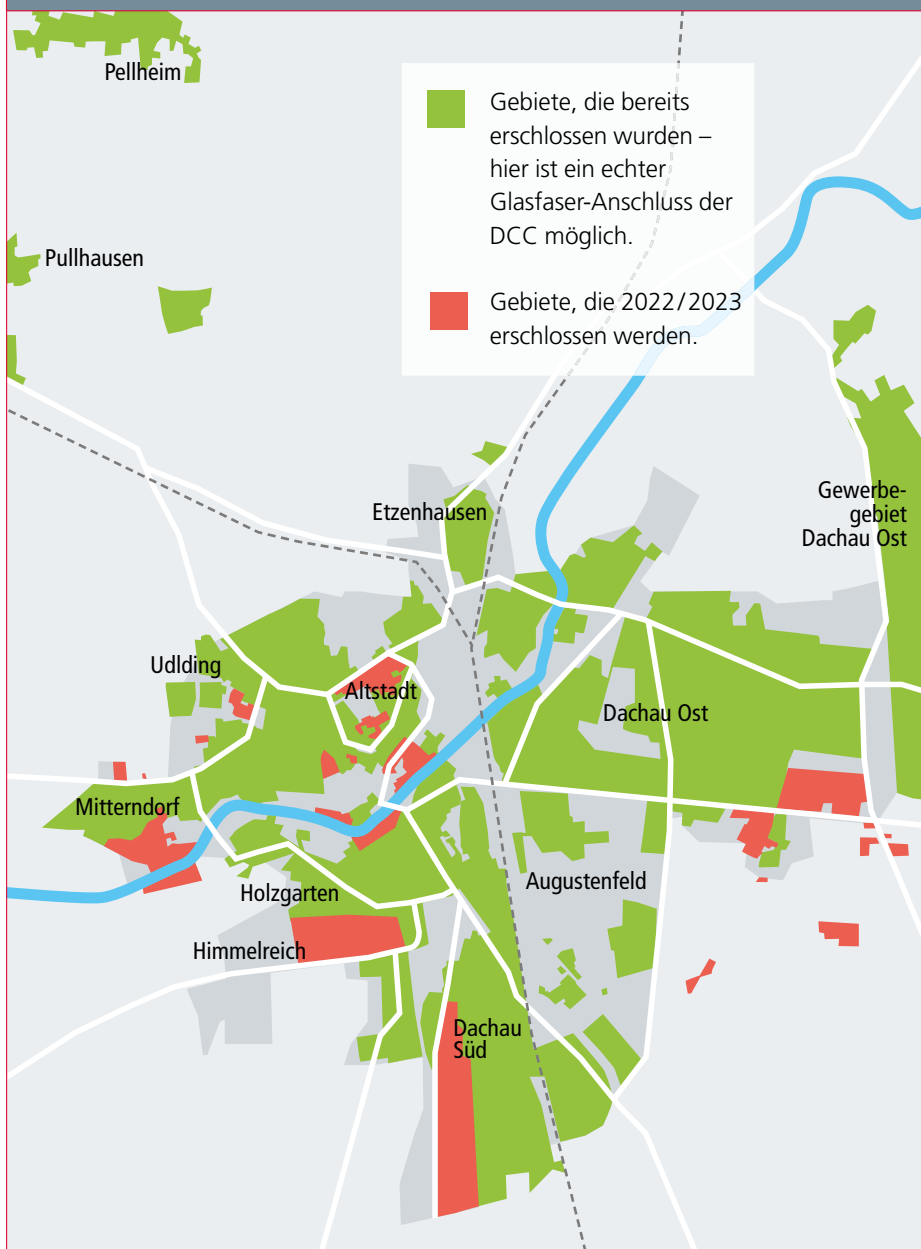 Pellheim
Gebiete, die bereits
erschlossen wurden –
hier ist ein echter
Glasfaser-Anschluss der
DCC möglich.
Gebiete, die 2022/2023
erschlossen werden.
Pullhausen
Etzenhausen
Gewerbe-
gebiet
Dachau Ost
Udlding
Altstadt
Dachau Ost
Mitterndorf
Holzgarten
Augustenfeld
Himmelreich
Dachau
Süd